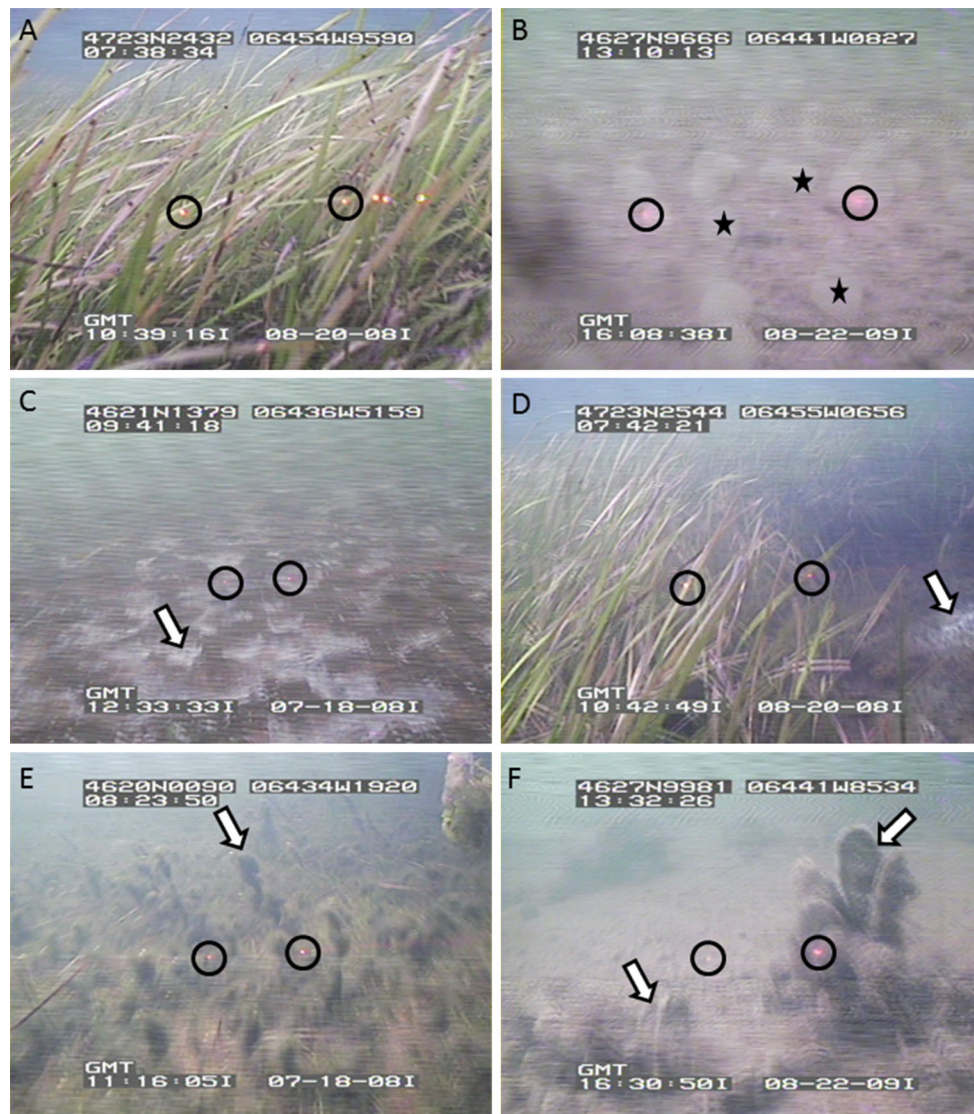 A
4723N2432 06454W9590
07:38:34
GMT
10:39:16I 08-20-08I
B
4627N9666 06441W0827
13:10:13
GMT
16:08:38I 08-22-09I
C
4621N1379 06436W5159
09:41:18
GMT
12:33:33I 07-18-08I
D
4723N2544 06455W0656
07:42:21
GMT
10:42:49I 08-20-08I
E
4620N0090 06434W1920
08:23:50
GMT
11:16:05I 07-18-08I
F
4627N9981 06441W8534
13:32:26
GMT
16:30:50I 08-22-09I